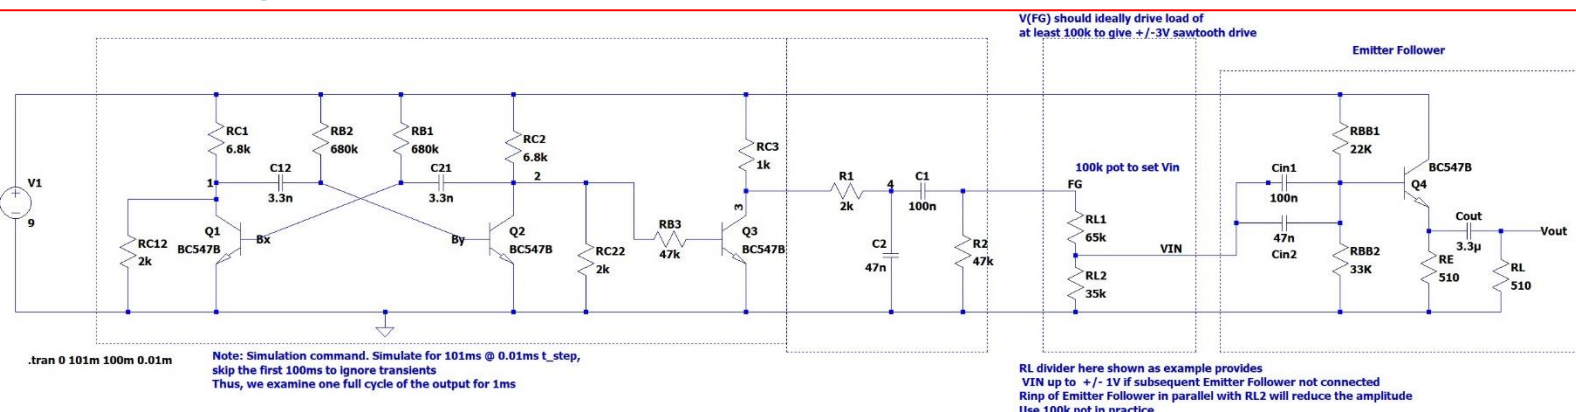 V(FG) should ideally drive load of
at least 100k to give +/-3V sawtooth drive
Emitter Follower
RC1
6.8k
RB2
680k
RB1
680k
RC2
6.8k
RC3
1k
RBB1
22K
C12
3.3n
C21
3.3n
1
2
V1
9
RC12
2k
Q1
BC547B
Bx
By
Q2
BC547B
RC22
2k
RB3
47k
3
Q3
BC547B
R1
2k
4
C1
100n
C2
47n
R2
47k
100k pot to set Vin
FG
RL1
65k
VIN
RL2
35k
Cin1
100n
47n
Cin2
BC547B
Q4
RBB2
33K
Cout
3.3µ
Vout
RE
510
RL
510
.tran 0 101m 100m 0.01m
Note: Simulation command. Simulate for 101ms @ 0.01ms t_step,
skip the first 100ms to ignore transients
Thus, we examine one full cycle of the output for 1ms
RL divider here shown as example provides
VIN up to +/- 1V if subsequent Emitter Follower not connected
Rinp of Emitter Follower in parallel with RL2 will reduce the amplitude
Use 100k pot in practice